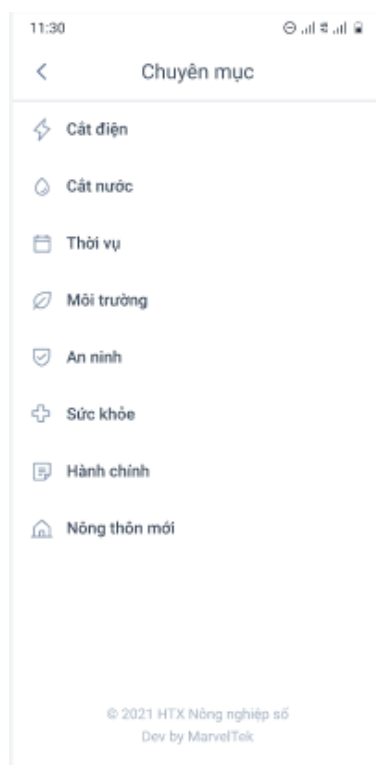 11:30
Chuyên mục
Cắt điện
Cắt nước
Thời vụ
Môi trường
An ninh
Sức khỏe
Hành chính
Nông thôn mới
© 2021 HTX Nông nghiệp số
Dev by MarvelTek